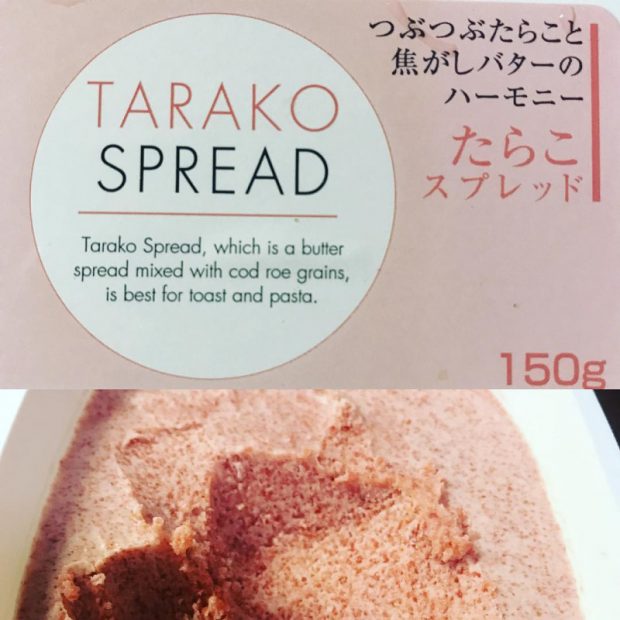 TARAKO
SPREAD
Tarako Spread, which is a butter
spread mixed with cod roe grains,
is best for toast and pasta.
つぶつぶたらこと
焦がしバターの
ハーモニー
たらこ
スプレッド
150g